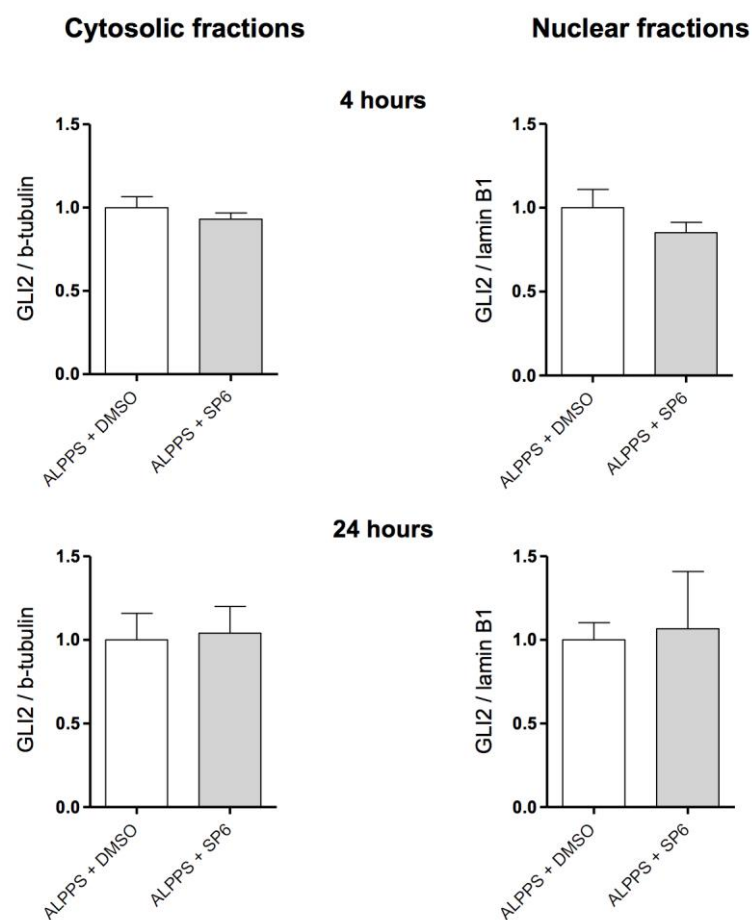 Cytosolic fractions
Nuclear fractions
4 hours
GLI2 / b-tubulin
1.5
1.0
0.5
0.0
ALPPS + DMSO
ALPPS + SP6
GLI2 / lamin B1
1.5
1.0
0.5
0.0
ALPPS + DMSO
ALPPS + SP6
24 hours
GLI2 / b-tubulin
1.5
1.0
0.5
0.0
ALPPS + DMSO
ALPPS + SP6
GLI2 / lamin B1
1.5
1.0
0.5
0.0
ALPPS + DMSO
ALPPS + SP6